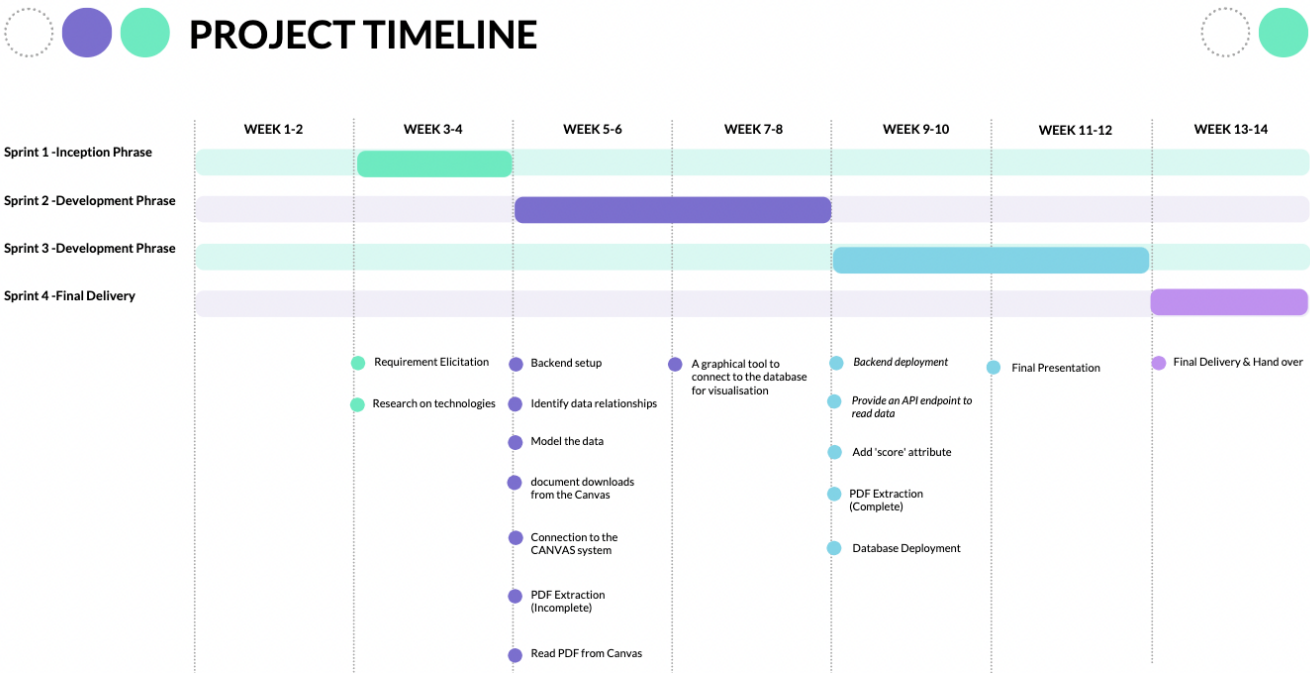 PROJECT TIMELINE
WEEK 1-2
WEEK 3-4
WEEK 5-6
WEEK 7-8
WEEK 9-10
WEEK 11-12
WEEK 13-14
Sprint 1 -Inception Phrase
Sprint 2 -Development Phrase
Sprint 3 -Development Phrase
Sprint 4 -Final Delivery
Requirement Elicitation
Research on technologies
Backend setup
Identify data relationships
Model the data
document downloads
from the Canvas
Connection to the
CANVAS system
PDF Extraction
(Incomplete)
Read PDF from Canvas
A graphical tool to
connect to the database
for visualisation
Backend deployment
Provide an API endpoint to
read data
Add 'score' attribute
PDF Extraction
(Complete)
Database Deployment
Final Presentation
Final Delivery & Hand over